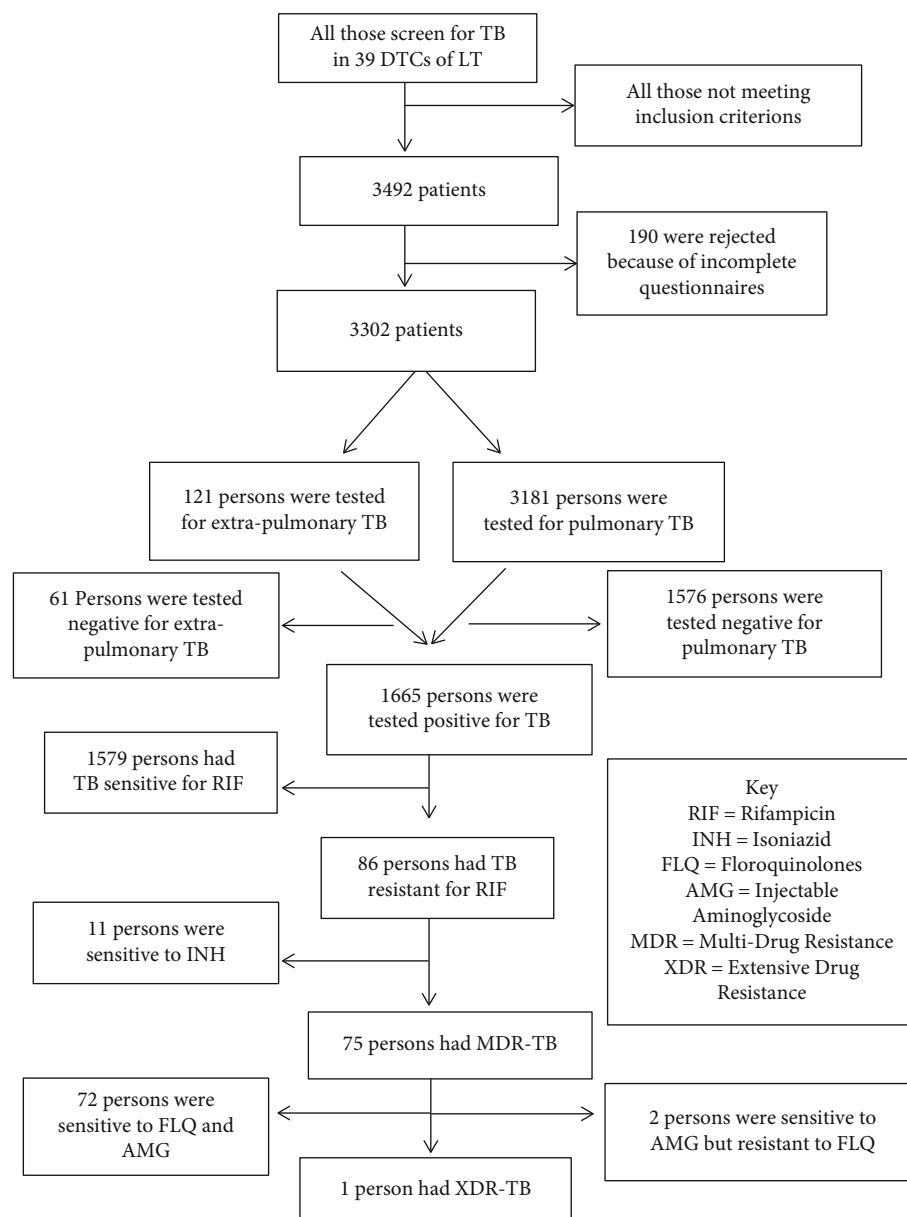 All those screen for TB
in 39 DTCs of LT
All those not meeting
inclusion criterions
3492 patients
190 were rejected
because of incomplete
questionnaires
3302 patients
121 persons were tested
for extra-pulmonary TB
3181 persons were
tested for pulmonary TB
61 Persons were tested
negative for extra-
pulmonary TB
1576 persons were
tested negative for
pulmonary TB
1665 persons were
tested positive for TB
1579 persons had
TB sensitive for RIF
86 persons had TB
resistant for RIF
11 persons were
sensitive to INH
Key
RIF = Rifampicin
INH = Isoniazid
FLQ = Floroquinolones
AMG = Injectable
Aminoglycoside
MDR = Multi-Drug Resistance
XDR = Extensive Drug
Resistance
75 persons had MDR-TB
72 persons were
sensitive to FLQ and
AMG
2 persons were sensitive to
AMG but resistant to FLQ
1 person had XDR-TB